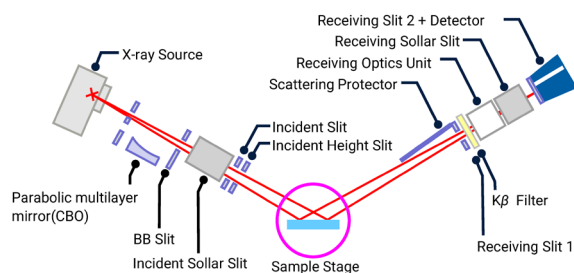 Receiving Slit 2 + Detector
X-ray Source
Receiving Sollar Slit
Receiving Optics Unit
Scattering Protector
Incident Slit
Incident Height Slit
Parabolic multilayer
mirror(CBO)
Kβ Filter
BB Slit
Receiving Slit 1
Incident Sollar Slit
Sample Stage